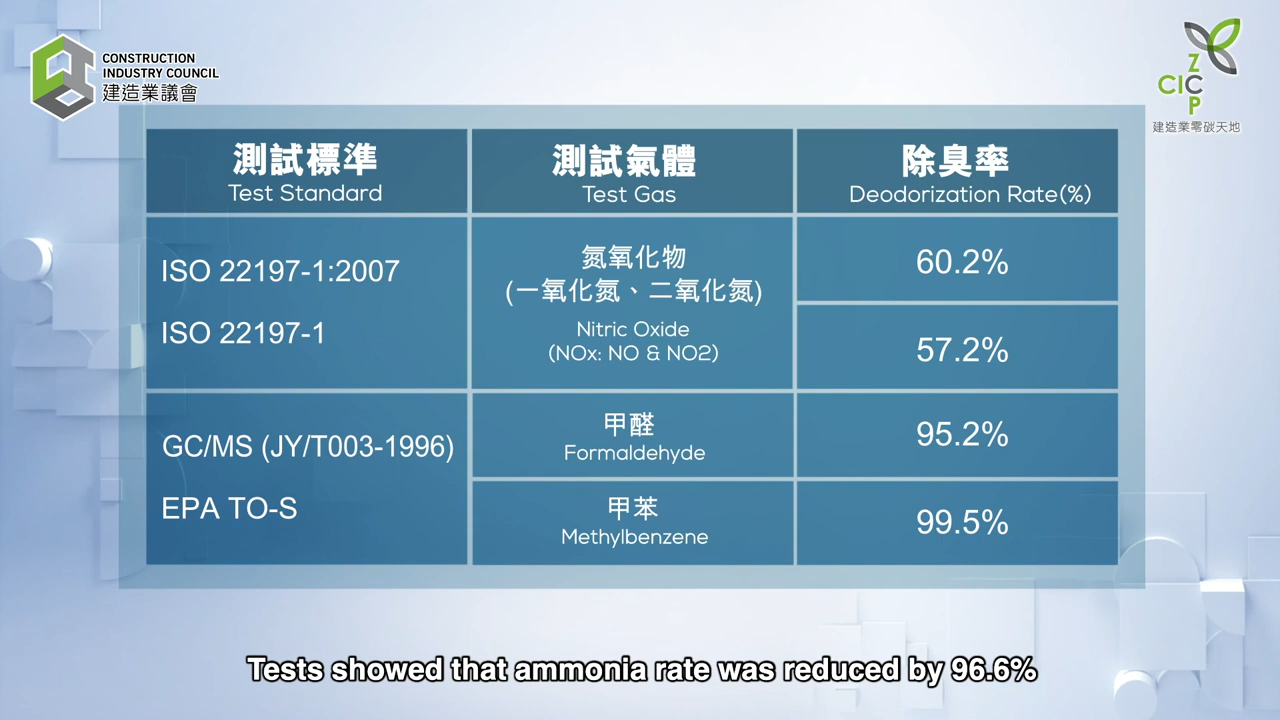 CONSTRUCTION
INDUSTRY COUNCIL
建造業議會
Z
CIC
P
建造業零碳天地
測試標準
Test Standard
測試氣體
Test Gas
除臭率
Deodorization Rate(%)
ISO 22197-1:2007
ISO 22197-1
氮氧化物
(一氧化氮、二氧化氮)
Nitric Oxide
(NOx: NO & NO2)
60.2%
57.2%
GC/MS (JY/T003-1996)
EPA TO-S
甲醛
Formaldehyde
95.2%
甲苯
Methylbenzene
99.5%
Tests showed that ammonia rate was reduced by 96.6%